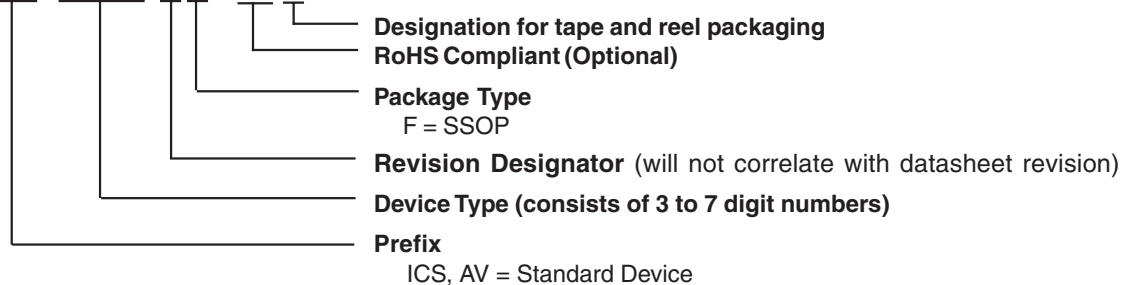 Designation for tape and reel packaging
RoHS Compliant (Optional)
Package Type
F = SSOP
Revision Designator (will not correlate with datasheet revision)
Device Type (consists of 3 to 7 digit numbers)
Prefix
ICS, AV = Standard Device